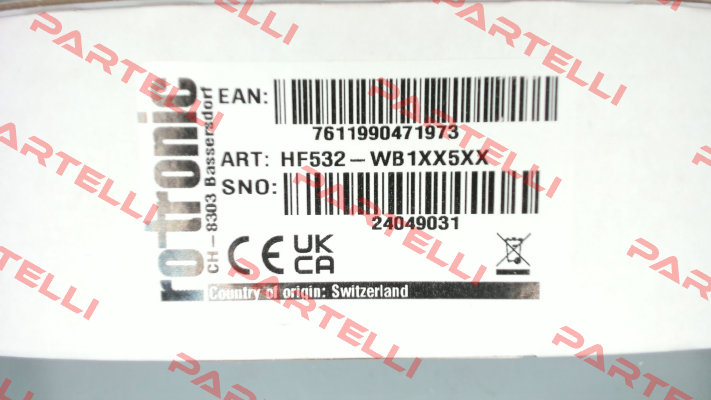 rotronic
CH-8303 Bassersdorf
EAN:
7611990471973
ART: HF532-WB1XX5XX
SNO:
24049031
CE UK CA
Country of origin: Switzerland
PARTELLI
PARTELLI
PARTELLI
PARTELLI
PARTELLI
PARTELLI
PARTELLI
PARTELLI
PARTELLI